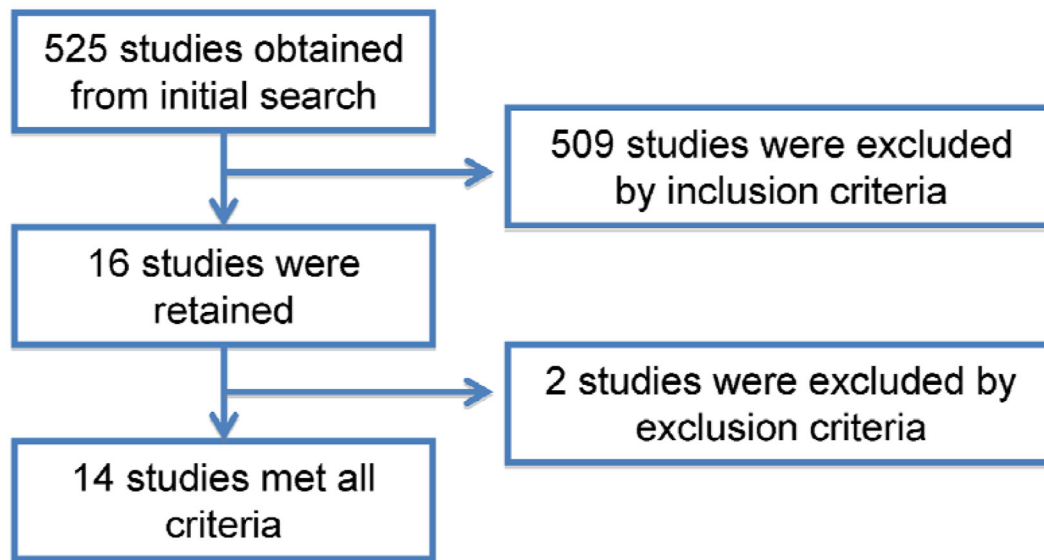 525 studies obtained
from initial search
509 studies were excluded
by inclusion criteria
16 studies were
retained
2 studies were excluded by
exclusion criteria
14 studies met all
criteria